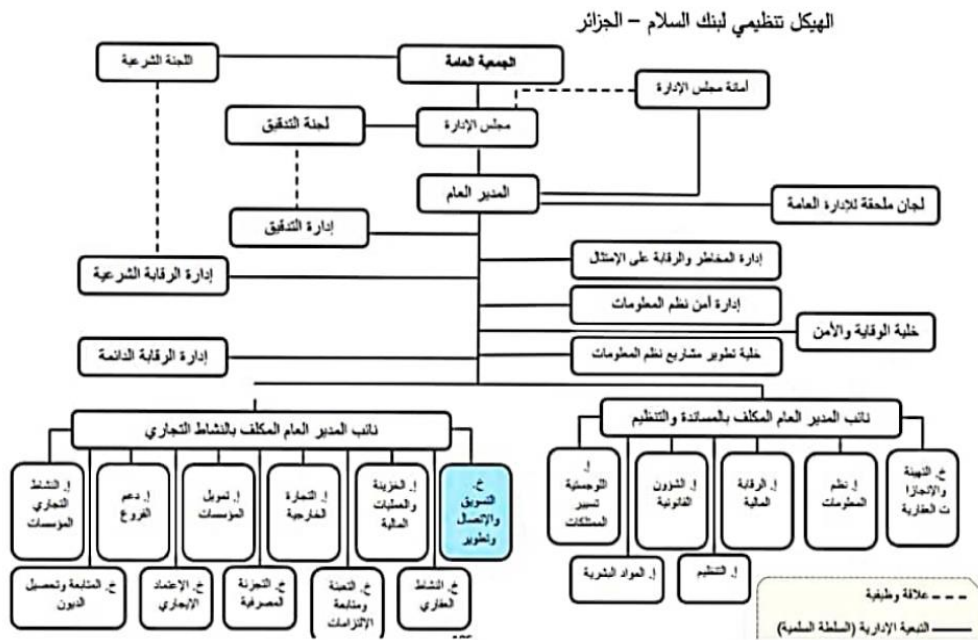 الهيكل تنظيمي لبنك السلام – الجزائر
اللجنة الشرعية
الجمعية العامة
أمانة مجلس الإدارة
لجنة التدقيق
مجلس الإدارة
المدير العام
لجان ملحقة للإدارة العامة
إدارة التدقيق
إدارة المخاطر والرقابة على الإمتثال
إدارة الرقابة الشرعية
إدارة أمن نظم المعلومات
خلية الوقاية والأمن
إدارة الرقابة الدائمة
خلية تطوير مشاريع نظم المعلومات
نائب المدير العام المكلف بالمساندة والتنظيم
نائب المدير العام المكلف بالنشاط التجاري
خ. التهيئة
والإنجازا
ت العقارية
إ. نظم
المعلومات
إ. الرقابة
المالية
إ. الشؤون
القانونية
إ.
اللوجستية
تسيير
الممتلكات
خ.
التسويق
والإتصال
وتطوير
إ. الخزينة
والعمليات
المالية
إ. التجارة
الخارجية
إ. تمويل
المؤسسات
إ. دعم
الفروع
إ. النشاط
التجاري
المؤسسات
إ. التنظيم
إ. المواد البشرية
خ. النشاط
العقاري
خ. التعبئة
ومتابعة
الإلتزامات
خ. التجزئة
المصرفية
خ. الإعتماد
الإيجاري
خ. المتابعة وتحصيل
الديون
علاقة وظيفية
التبعية الإدارية (السلطة السلمية)